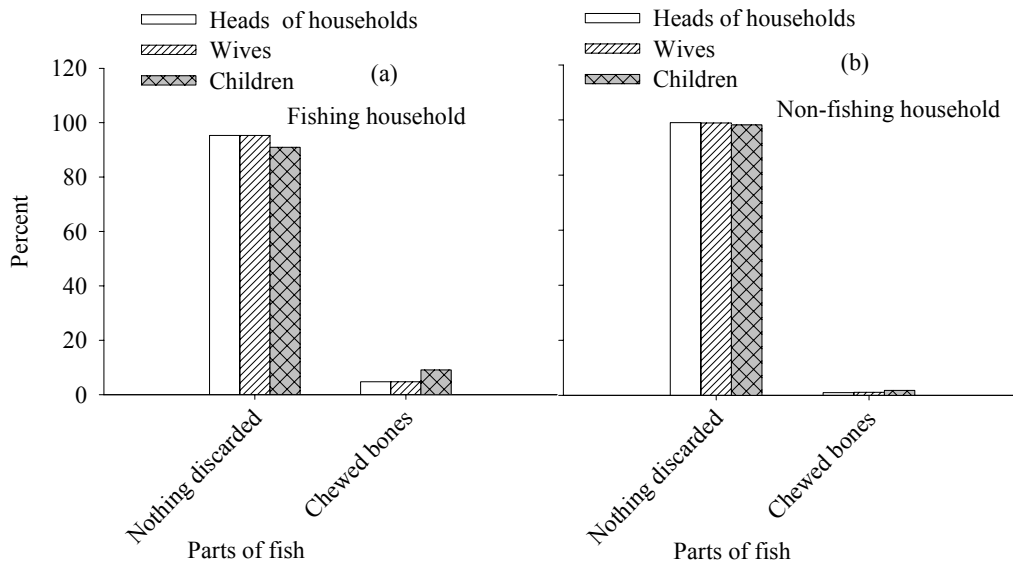 Heads of households
Wives
Children
(a)
Fishing household
120
100
80
60
40
20
0
Percent
Nothing discarded
Chewed bones
Parts of fish
Heads of households
Wives
Children
(b)
Non-fishing household
Nothing discarded
Chewed bones
Parts of fish